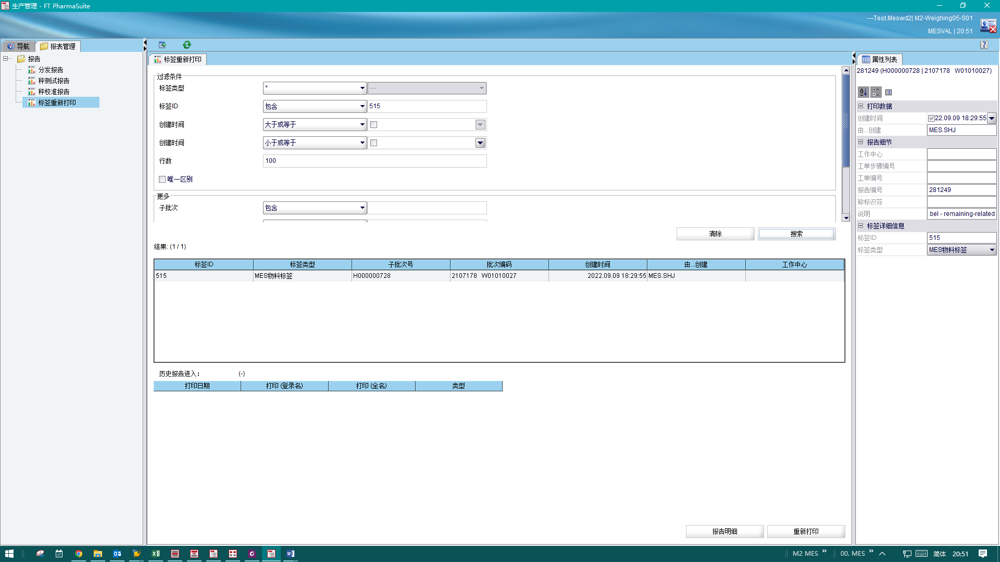 生产管理 - FT PharmaSuite
---Test.Meswd2| M2-Weighing05-S01
MESVAL | 20:51
导航
报表管理
报告
分发报告
秤测试报告
秤校准报告
标签重新打印
标签重新打印
过滤条件
标签类型 * ---
标签ID 包含 515
创建时间 大于或等于
创建时间 小于或等于
行数 100
唯一区别
更多
子批次 包含
清除 搜索
结果: (1 / 1)
标签ID 标签类型 子批次号 批次编码 创建时间 由...创建 工作中心
515 MES物料标签 H000000728 2107178 W01010027 2022.09.09 18:29:55 MES.SHJ
历史报告进入： (-)
打印日期 打印 (登录名) 打印 (全名) 类型
报告明细 重新打印
属性列表
281249 (H000000728 | 2107178 W01010027)
打印数据
创建时间 22.09.09 18:29:55
由...创建 MES.SHJ
报告细节
工作中心
工单步骤编号
工单编号
报告编号 281249
称标识符
说明 bel - remaining-related
标签详细信息
标签ID 515
标签类型 MES物料标签
M2 MES 00. MES 简体 20:51